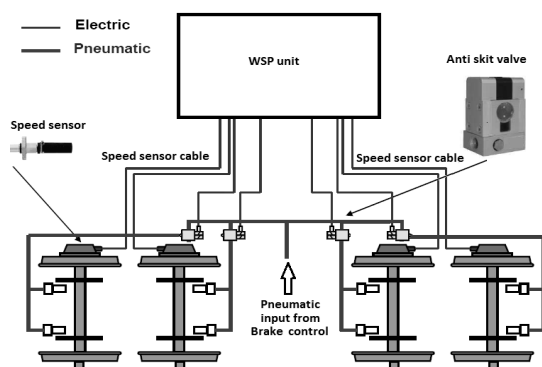 Electric
Pneumatic
WSP unit
Anti skit valve
Speed sensor
Speed sensor cable
Speed sensor cable
Pneumatic
input from
Brake control